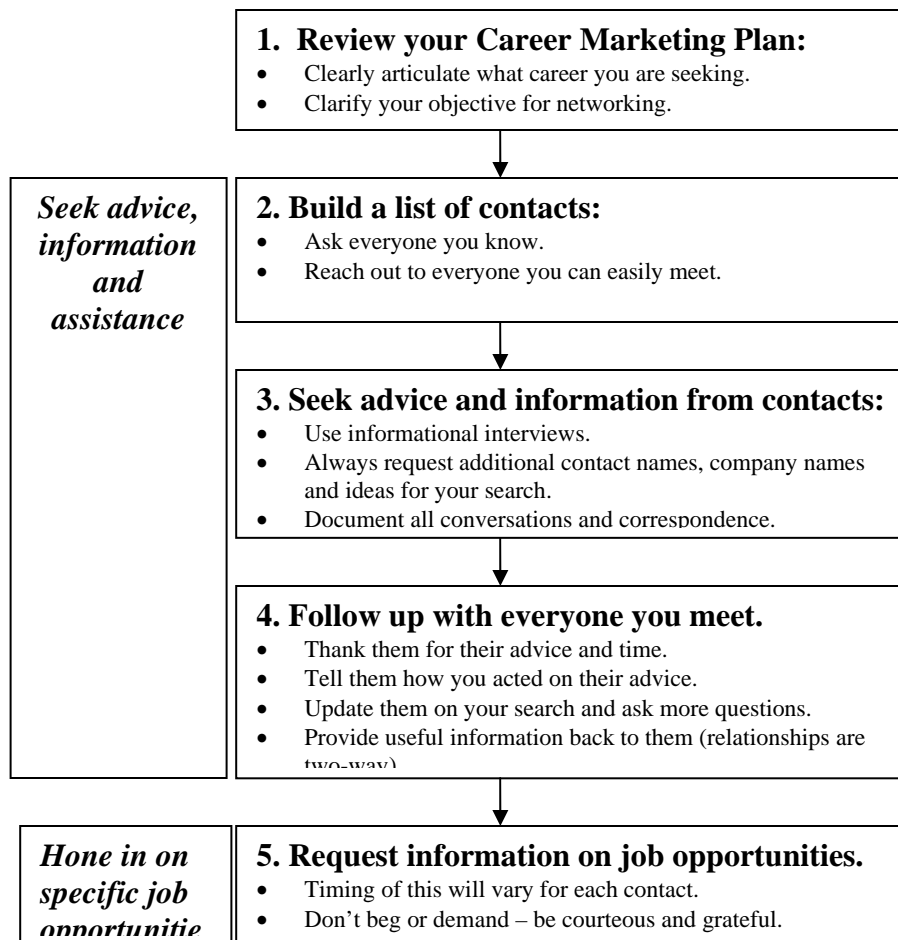 1. Review your Career Marketing Plan:
• Clearly articulate what career you are seeking.
• Clarify your objective for networking.
Seek advice,
information
and
assistance
2. Build a list of contacts:
• Ask everyone you know.
• Reach out to everyone you can easily meet.
3. Seek advice and information from contacts:
• Use informational interviews.
• Always request additional contact names, company names
and ideas for your search.
• Document all conversations and correspondence.
4. Follow up with everyone you meet.
• Thank them for their advice and time.
• Tell them how you acted on their advice.
• Update them on your search and ask more questions.
• Provide useful information back to them (relationships are
two-way)
Hone in on
specific job
opportunitie
5. Request information on job opportunities.
• Timing of this will vary for each contact.
• Don’t beg or demand – be courteous and grateful.